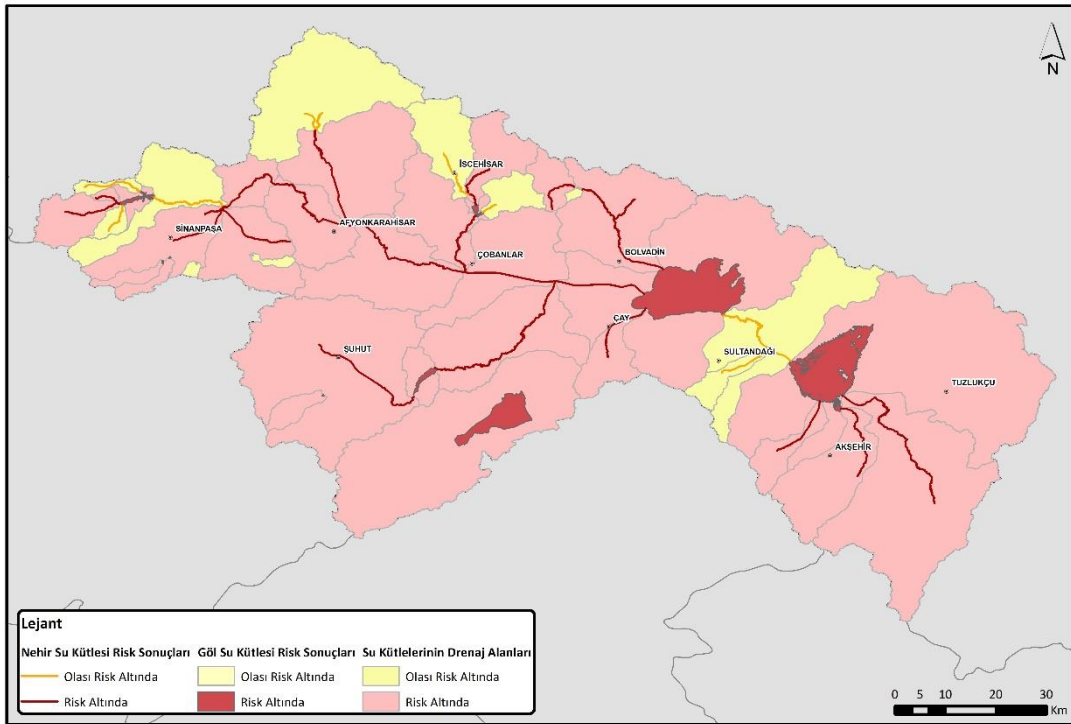 N
İSCEHİSAR
SİNANPAŞA
AFYONKARAHİSAR
ÇOBANLAR
BOLVADİN
ÇAY
ŞUHUT
SULTANDAĞI
TUZLUKÇU
AKŞEHİR
Lejant
Nehir Su Kütlesi Risk Sonuçları Göl Su Kütlesi Risk Sonuçları Su Kütlelerinin Drenaj Alanları
Olası Risk Altında Olası Risk Altında Olası Risk Altında
Risk Altında Risk Altında Risk Altında
0 5 10 20 30
Km